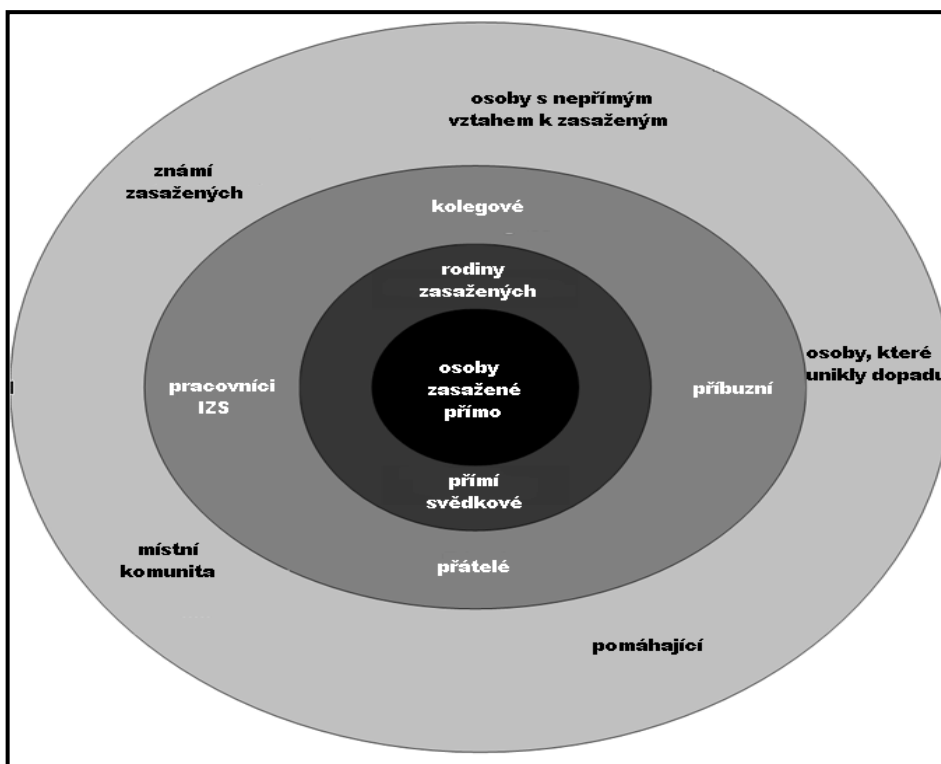 osoby s nepřímým
vztahem k zasaženým
známí
zasažených
kolegové
rodiny
zasažených
osoby
zasažené
přímo
osoby, které
unikly dopadu
pracovníci
IZS
příbuzní
přímí
svědkové
místní
komunita
přátelé
pomáhající